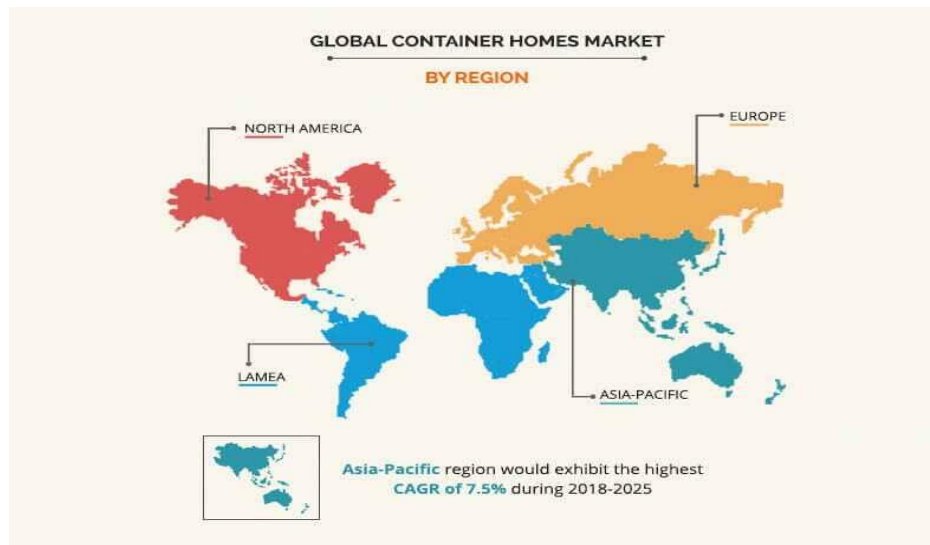 GLOBAL CONTAINER HOMES MARKET
BY REGION
EUROPE
NORTH AMERICA
LAMEA
ASIA-PACIFIC
Asia-Pacific region would exhibit the highest
CAGR of 7.5% during 2018-2025